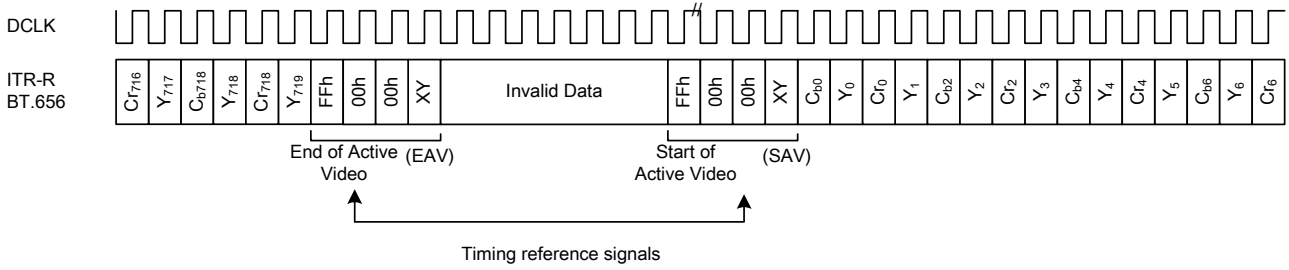 DCLK
//
ITR-R
BT.656
Cr716 Y717 Cb718 Y718 Cr718 Y719 FFh 00h 00h XY Invalid Data FFh 00h 00h XY Cb0 Y0 Cr0 Y1 Cb2 Y2 Cr2 Y3 Cb4 Y4 Cr4 Y5 Cb6 Y6 Cr6
End of Active (EAV)
Video
Start of (SAV)
Active Video
Timing reference signals